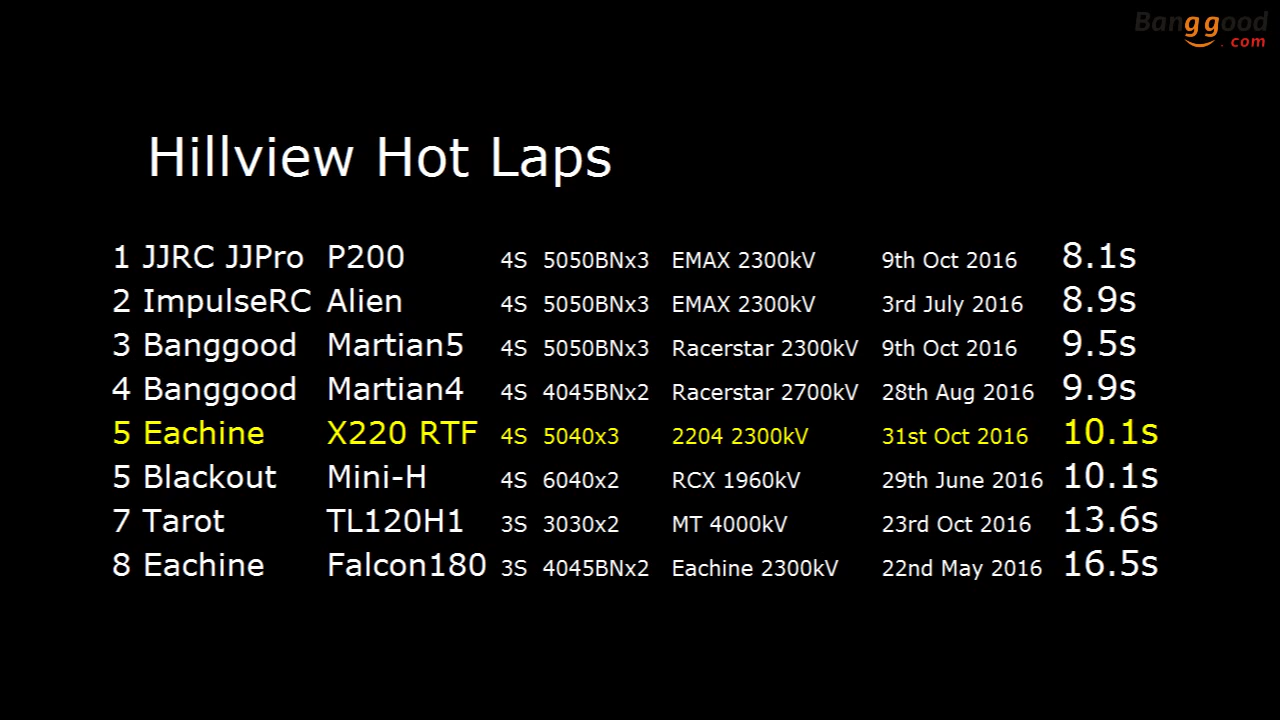 Banggood
.com
Hillview Hot Laps
1 JJRC JJPro P200 4S 5050BNx3 EMAX 2300kV 9th Oct 2016 8.1s
2 ImpulseRC Alien 4S 5050BNx3 EMAX 2300kV 3rd July 2016 8.9s
3 Banggood Martian5 4S 5050BNx3 Racerstar 2300kV 9th Oct 2016 9.5s
4 Banggood Martian4 4S 4045BNx2 Racerstar 2700kV 28th Aug 2016 9.9s
5 Eachine X220 RTF 4S 5040x3 2204 2300kV 31st Oct 2016 10.1s
5 Blackout Mini-H 4S 6040x2 RCX 1960kV 29th June 2016 10.1s
7 Tarot TL120H1 3S 3030x2 MT 4000kV 23rd Oct 2016 13.6s
8 Eachine Falcon180 3S 4045BNx2 Eachine 2300kV 22nd May 2016 16.5s